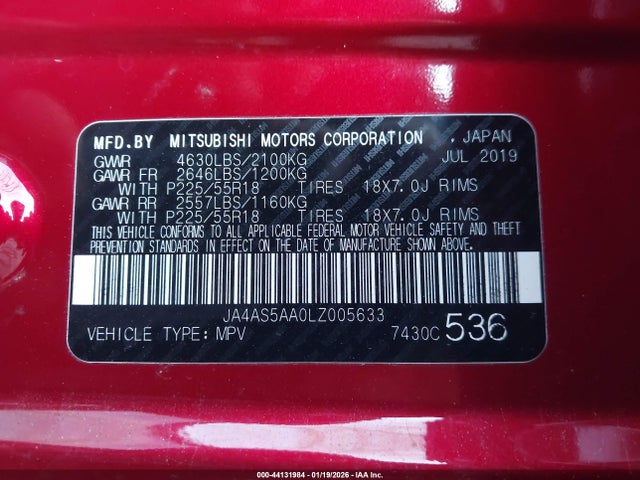 MFD.BY MITSUBISHI MOTORS CORPORATION , JAPAN
GVWR 4630LBS/2100KG JUL 2019
GAWR FR 2646LBS/1200KG
WITH P225/55R18 TIRES 18X7.0J RIMS
GAWR RR 2557LBS/1160KG
WITH P225/55R18 TIRES 18X7.0J RIMS
THIS VEHICLE CONFORMS TO ALL APPLICABLE FEDERAL MOTOR VEHICLE SAFETY AND THEFT
PREVENTION STANDARDS IN EFFECT ON THE DATE OF MANUFACTURE SHOWN ABOVE.
JA4AS5AA0LZ005633
VEHICLE TYPE: MPV 7430C 536
000-44131984 - 01/19/2026 - IAA Inc.